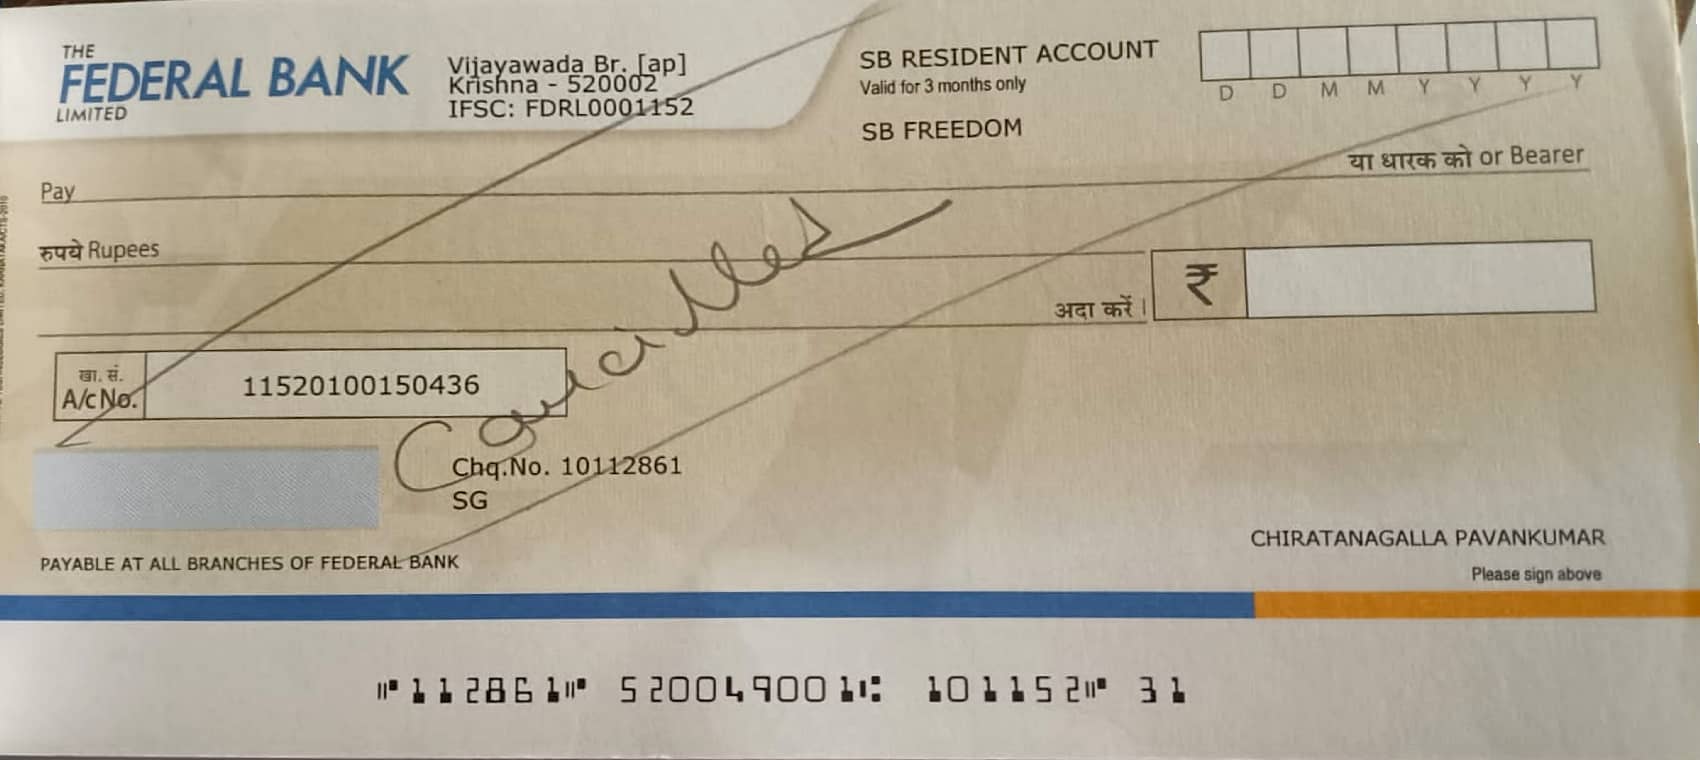 THE
FEDERAL BANK
LIMITED
Vijayawada Br. [ap]
Krishna - 520002
IFSC: FDRL0001152
SB RESIDENT ACCOUNT
Valid for 3 months only
SB FREEDOM
D D M M Y Y Y Y
Pay
या धारक को or Bearer
रुपये Rupees
अदा करें।
₹
खा. सं.
A/c No.
11520100150436
Cancelled
Chq.No. 10112861
SG
CHIRATANAGALLA PAVANKUMAR
Please sign above
PAYABLE AT ALL BRANCHES OF FEDERAL BANK
⑈112861⑈ 520049001⑆ 101152⑈ 31